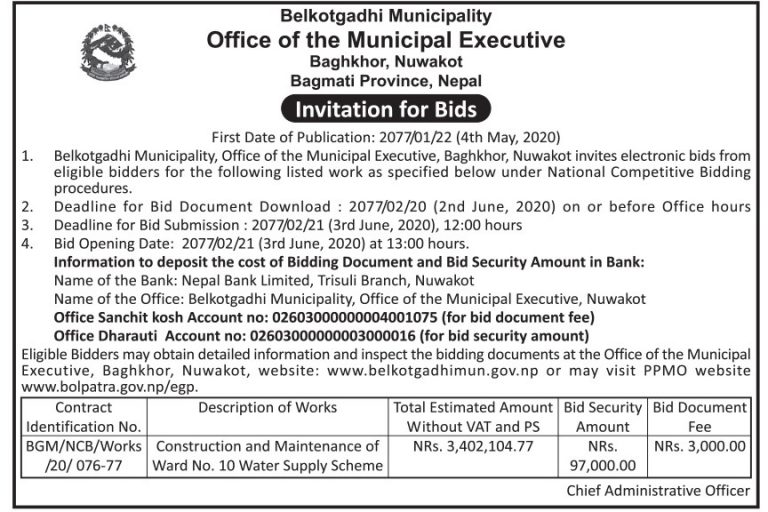 Belkotgadhi Municipality
Office of the Municipal Executive
Baghkhor, Nuwakot
Bagmati Province, Nepal
Invitation for Bids
First Date of Publication: 2077/01/22 (4th May, 2020)
1. Belkotgadhi Municipality, Office of the Municipal Executive, Baghkhor, Nuwakot invites electronic bids from
eligible bidders for the following listed work as specified below under National Competitive Bidding
procedures.
2. Deadline for Bid Document Download : 2077/02/20 (2nd June, 2020) on or before Office hours
3. Deadline for Bid Submission : 2077/02/21 (3rd June, 2020), 12:00 hours
4. Bid Opening Date: 2077/02/21 (3rd June, 2020) at 13:00 hours.
Information to deposit the cost of Bidding Document and Bid Security Amount in Bank:
Name of the Bank: Nepal Bank Limited, Trisuli Branch, Nuwakot
Name of the Office: Belkotgadhi Municipality, Office of the Municipal Executive, Nuwakot
Office Sanchit kosh Account no: 02603000000004001075 (for bid document fee)
Office Dharauti Account no: 02603000000003000016 (for bid security amount)
Eligible Bidders may obtain detailed information and inspect the bidding documents at the Office of the Municipal
Executive, Baghkhor, Nuwakot, website: www.belkotgadhimun.gov.np or may visit PPMO website
www.bolpatra.gov.np/egp.
Contract Description of Works Total Estimated Amount Bid Security Bid Document
Identification No. Without VAT and PS Amount Fee
BGM/NCB/Works Construction and Maintenance of NRs. 3,402,104.77 NRs. NRs. 3,000.00
/20/ 076-77 Ward No. 10 Water Supply Scheme 97,000.00
Chief Administrative Officer